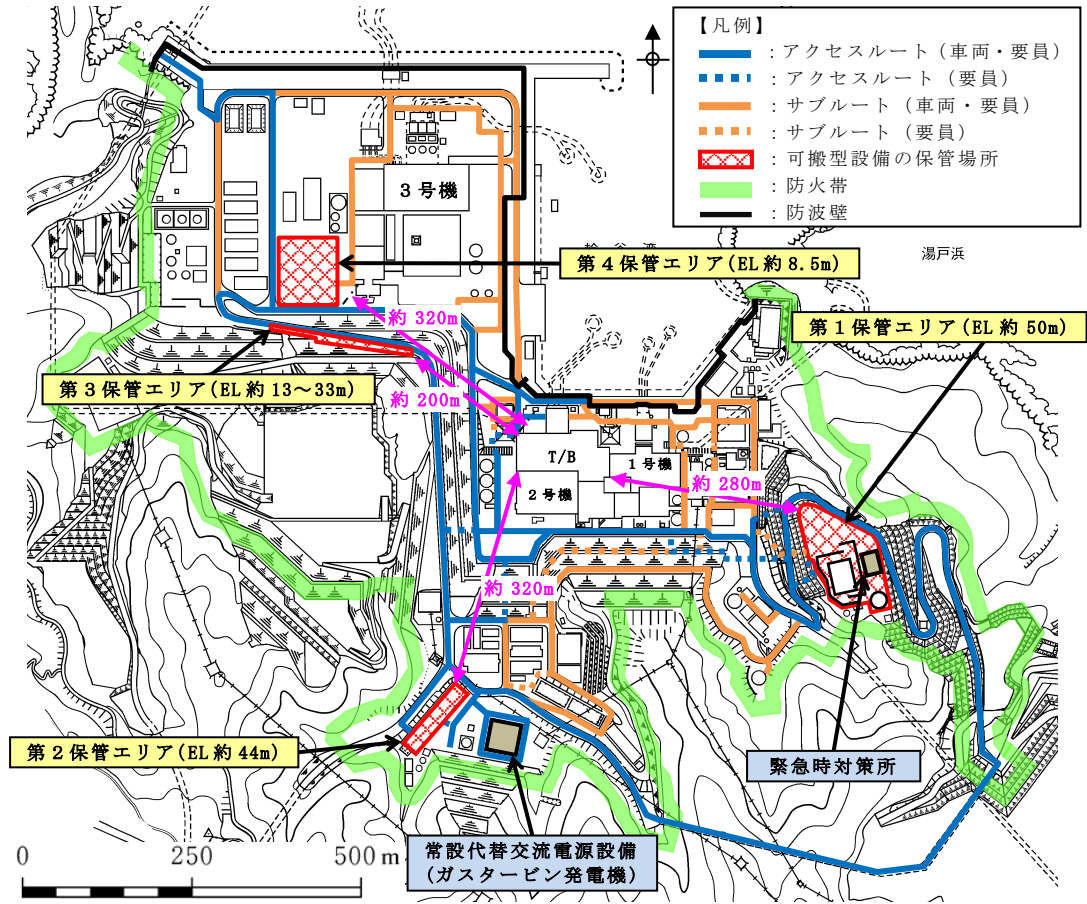 【凡例】
：アクセスルート（車両・要員）
：アクセスルート（要員）
：サブルート（車両・要員）
：サブルート（要員）
：可搬型設備の保管場所
：防火帯
：防波壁
3号機
輪谷湾
湯戸浜
第4保管エリア(EL約8.5m)
約320m
第1保管エリア(EL約50m)
第3保管エリア(EL約13～33m)
約200m
T/B
1号機
2号機
約280m
約320m
第2保管エリア(EL約44m)
緊急時対策所
常設代替交流電源設備
(ガスタービン発電機)
0 250 500m